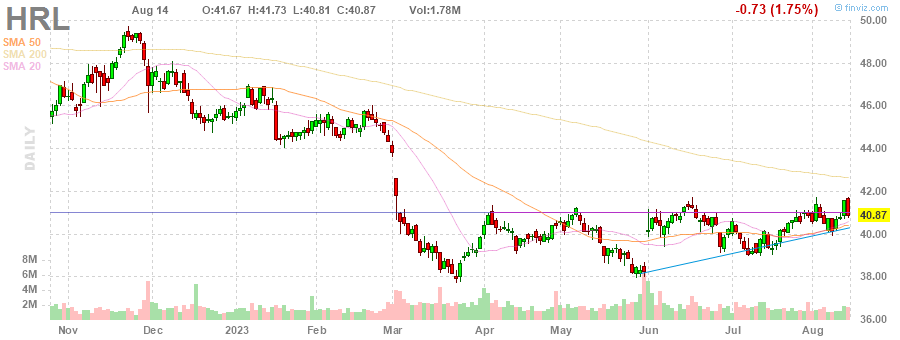 HRL Aug 14 O:41.67 H:41.73 L:40.81 C:40.87 Vol:1.78M -0.73 (1.75%) © finviz.com
SMA 50
SMA 200
SMA 20
DAILY
50.00
48.00
46.00
44.00
42.00
40.87
40.00
38.00
36.00
8M
6M
4M
2M
Nov Dec 2023 Feb Mar Apr May Jun Jul Aug